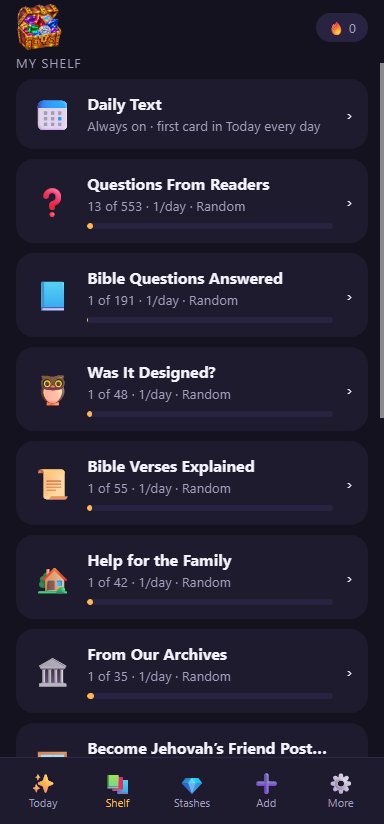 0
MY SHELF
Daily Text
Always on · first card in Today every day
Questions From Readers
13 of 553 · 1/day · Random
Bible Questions Answered
1 of 191 · 1/day · Random
Was It Designed?
1 of 48 · 1/day · Random
Bible Verses Explained
1 of 55 · 1/day · Random
Help for the Family
1 of 42 · 1/day · Random
From Our Archives
1 of 35 · 1/day · Random
Become Jehovah’s Friend Post…
Today
Shelf
Stashes
Add
More